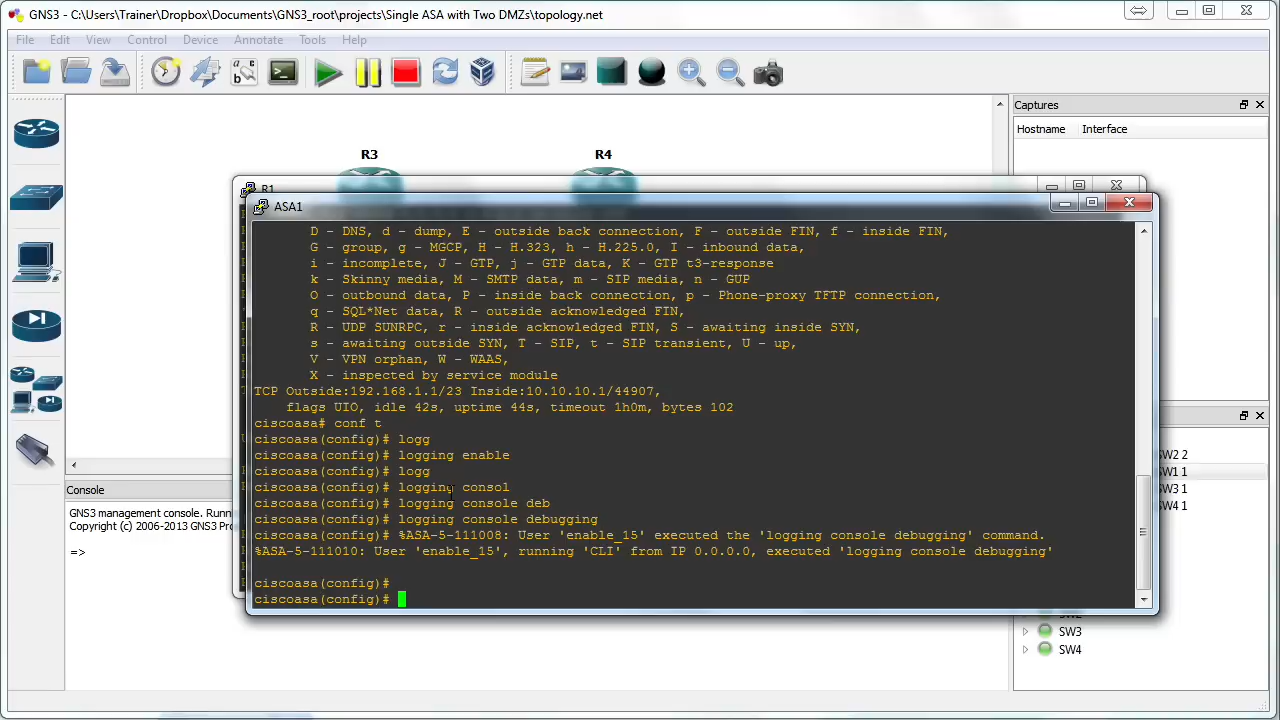 GNS3 - C:\Users\Trainer\Dropbox\Documents\GNS3_root\projects\Single ASA with Two DMZs\topology.net
File Edit View Control Device Annotate Tools Help
Captures
Hostname Interface
R3 R4
R1
ASA1
D - DNS, d - dump, E - outside back connection, F - outside FIN, f - inside FIN,
G - group, g - MGCP, H - H.323, h - H.225.0, I - inbound data,
i - incomplete, J - GTP, j - GTP data, K - GTP t3-response
k - Skinny media, M - SMTP data, m - SIP media, n - GUP
O - outbound data, P - inside back connection, p - Phone-proxy TFTP connection,
q - SQL*Net data, R - outside acknowledged FIN,
R - UDP SUNRPC, r - inside acknowledged FIN, S - awaiting inside SYN,
s - awaiting outside SYN, T - SIP, t - SIP transient, U - up,
V - VPN orphan, W - WAAS,
X - inspected by service module
TCP Outside:192.168.1.1/23 Inside:10.10.10.1/44907,
flags UIO, idle 42s, uptime 44s, timeout 1h0m, bytes 102
ciscoasa# conf t
ciscoasa(config)# logg
ciscoasa(config)# logging enable
ciscoasa(config)# logg
ciscoasa(config)# logging consol
ciscoasa(config)# logging console deb
ciscoasa(config)# logging console debugging
ciscoasa(config)# %ASA-5-111008: User 'enable_15' executed the 'logging console debugging' command.
%ASA-5-111010: User 'enable_15', running 'CLI' from IP 0.0.0.0, executed 'logging console debugging'
ciscoasa(config)#
ciscoasa(config)#
Console
GNS3 management console. Runn
Copyright (c) 2006-2013 GNS3 Pro
=>
SW2 2
SW1 1
SW3 1
SW4 1
SW3
SW4